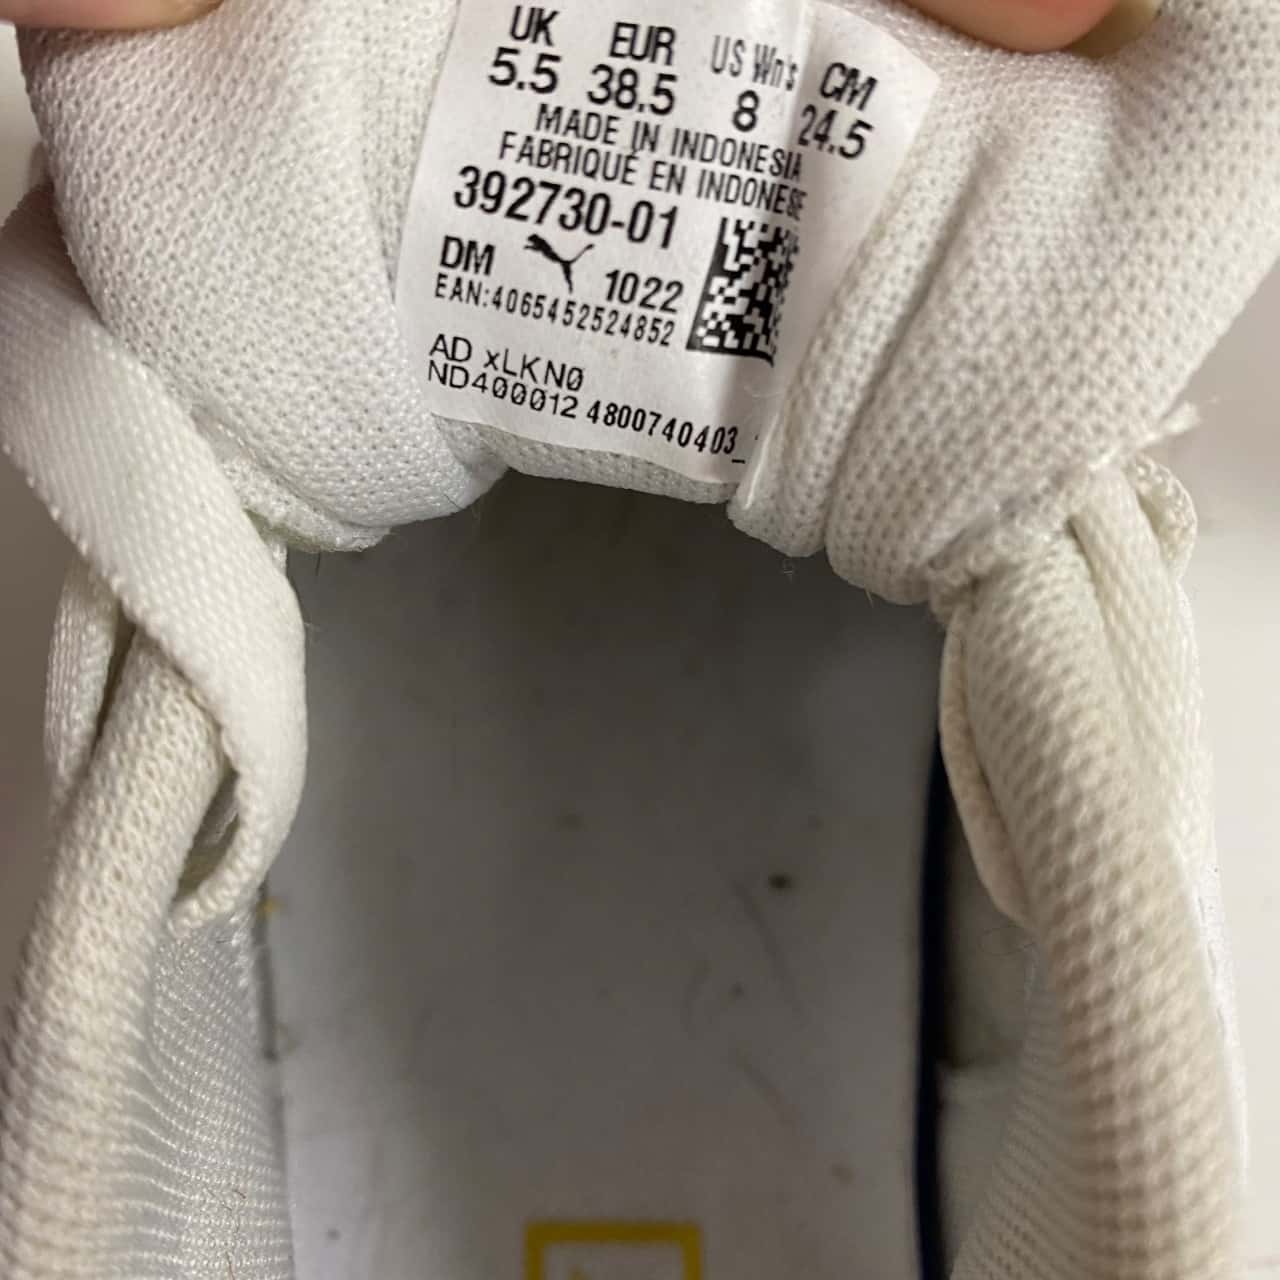 UK EUR US Wn's CM
5.5 38.5 8 24.5
MADE IN INDONESIA
FABRIQUÉ EN INDONESE
392730-01
DM 1022
EAN:4065452524852
AD xLKN0
ND400012 4800740403_